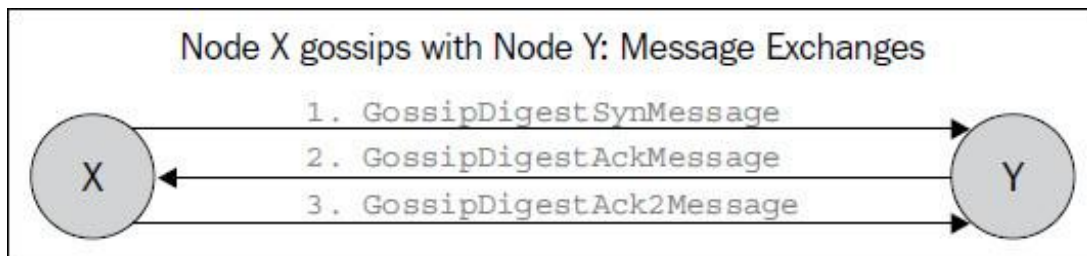 Node X gossips with Node Y: Message Exchanges
1. GossipDigestSynMessage
2. GossipDigestAckMessage
X
Y
3. GossipDigestAck2Message